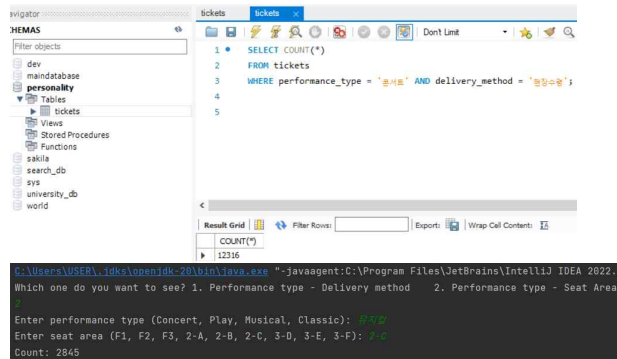 avigator
CHEMAS
Filter objects
dev
maindatabase
personality
Tables
tickets
Views
Stored Procedures
Functions
sakila
search_db
sys
university_db
world
tickets
tickets
Don't Limit
1 SELECT COUNT(*)
2 FROM tickets
3 WHERE performance_type = '콘서트' AND delivery_method = '현장수령';
4
5
Result Grid Filter Rows: Export: Wrap Cell Content:
COUNT(*)
12316
C:\Users\USER\.jdks\openjdk-20\bin\java.exe "-javaagent:C:\Program Files\JetBrains\IntelliJ IDEA 2022.
Which one do you want to see? 1. Performance type - Delivery method 2. Performance type - Seat Area
2
Enter performance type (Concert, Play, Musical, Classic): 뮤지컬
Enter seat area (F1, F2, F3, 2-A, 2-B, 2-C, 3-D, 3-E, 3-F): 2-C
Count: 2845